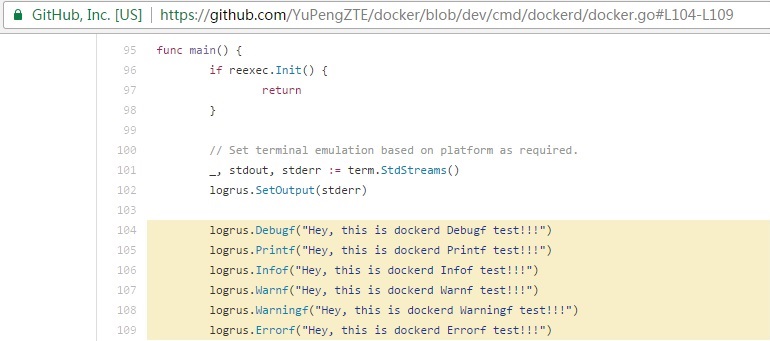 GitHub, Inc. [US] https://github.com/YuPengZTE/docker/blob/dev/cmd/dockerd/docker.go#L104-L109
95 func main() {
96 if reexec.Init() {
97 return
98 }
99
100 // Set terminal emulation based on platform as required.
101 _, stdout, stderr := term.StdStreams()
102 logrus.SetOutput(stderr)
103
104 logrus.Debugf("Hey, this is dockerd Debugf test!!!")
105 logrus.Printf("Hey, this is dockerd Printf test!!!")
106 logrus.Infof("Hey, this is dockerd Infof test!!!")
107 logrus.Warnf("Hey, this is dockerd Warnf test!!!")
108 logrus.Warningf("Hey, this is dockerd Warningf test!!!")
109 logrus.Errorf("Hey, this is dockerd Errorf test!!!")